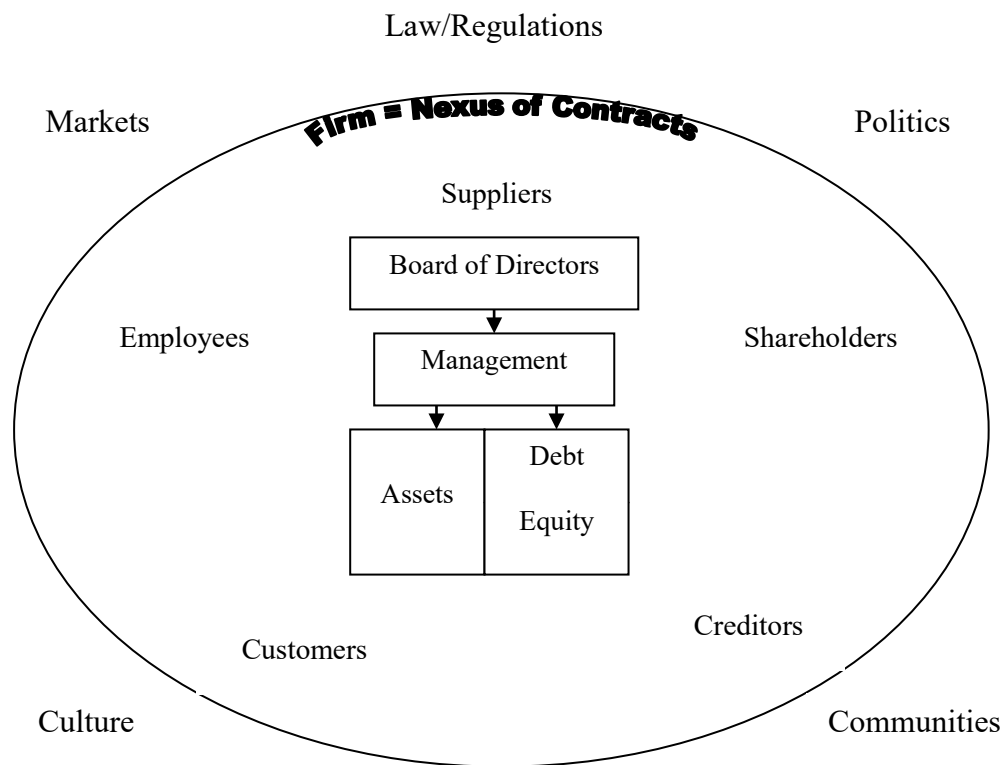 Law/Regulations
Markets
Firm = Nexus of Contracts
Politics
Suppliers
Board of Directors
Employees
Management
Shareholders
Assets
Debt
Equity
Customers
Creditors
Culture
Communities